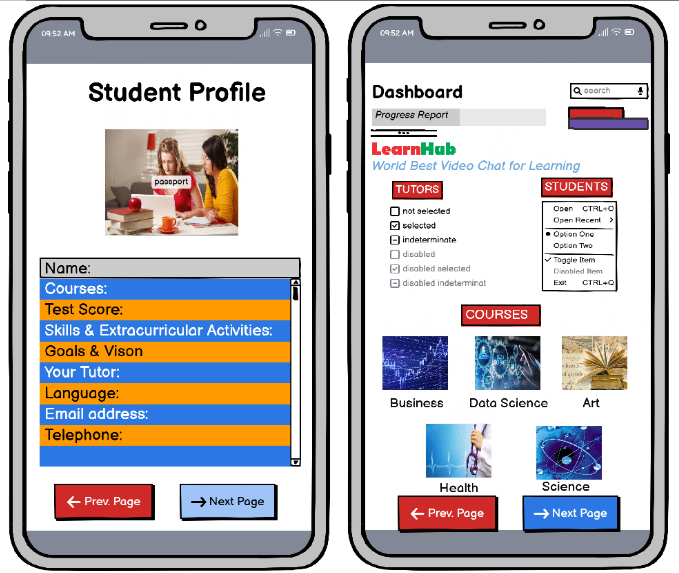 09:52 AM
Student Profile
passport
Name:
Courses:
Test Score:
Skills & Extracurricular Activities:
Goals & Vison
Your Tutor:
Language:
Email address:
Telephone:
← Prev. Page
→ Next Page
09:52 AM
Dashboard
search
Progress Report
LearnHub
World Best Video Chat for Learning
TUTORS
not selected
selected
indeterminate
disabled
disabled selected
disabled indeterminat
STUDENTS
Open CTRL+O
Open Recent >
Option One
Option Two
Toggle Item
Disabled Item
Exit CTRL+Q
COURSES
Business
Data Science
Art
Health
Science
← Prev. Page
→ Next Page